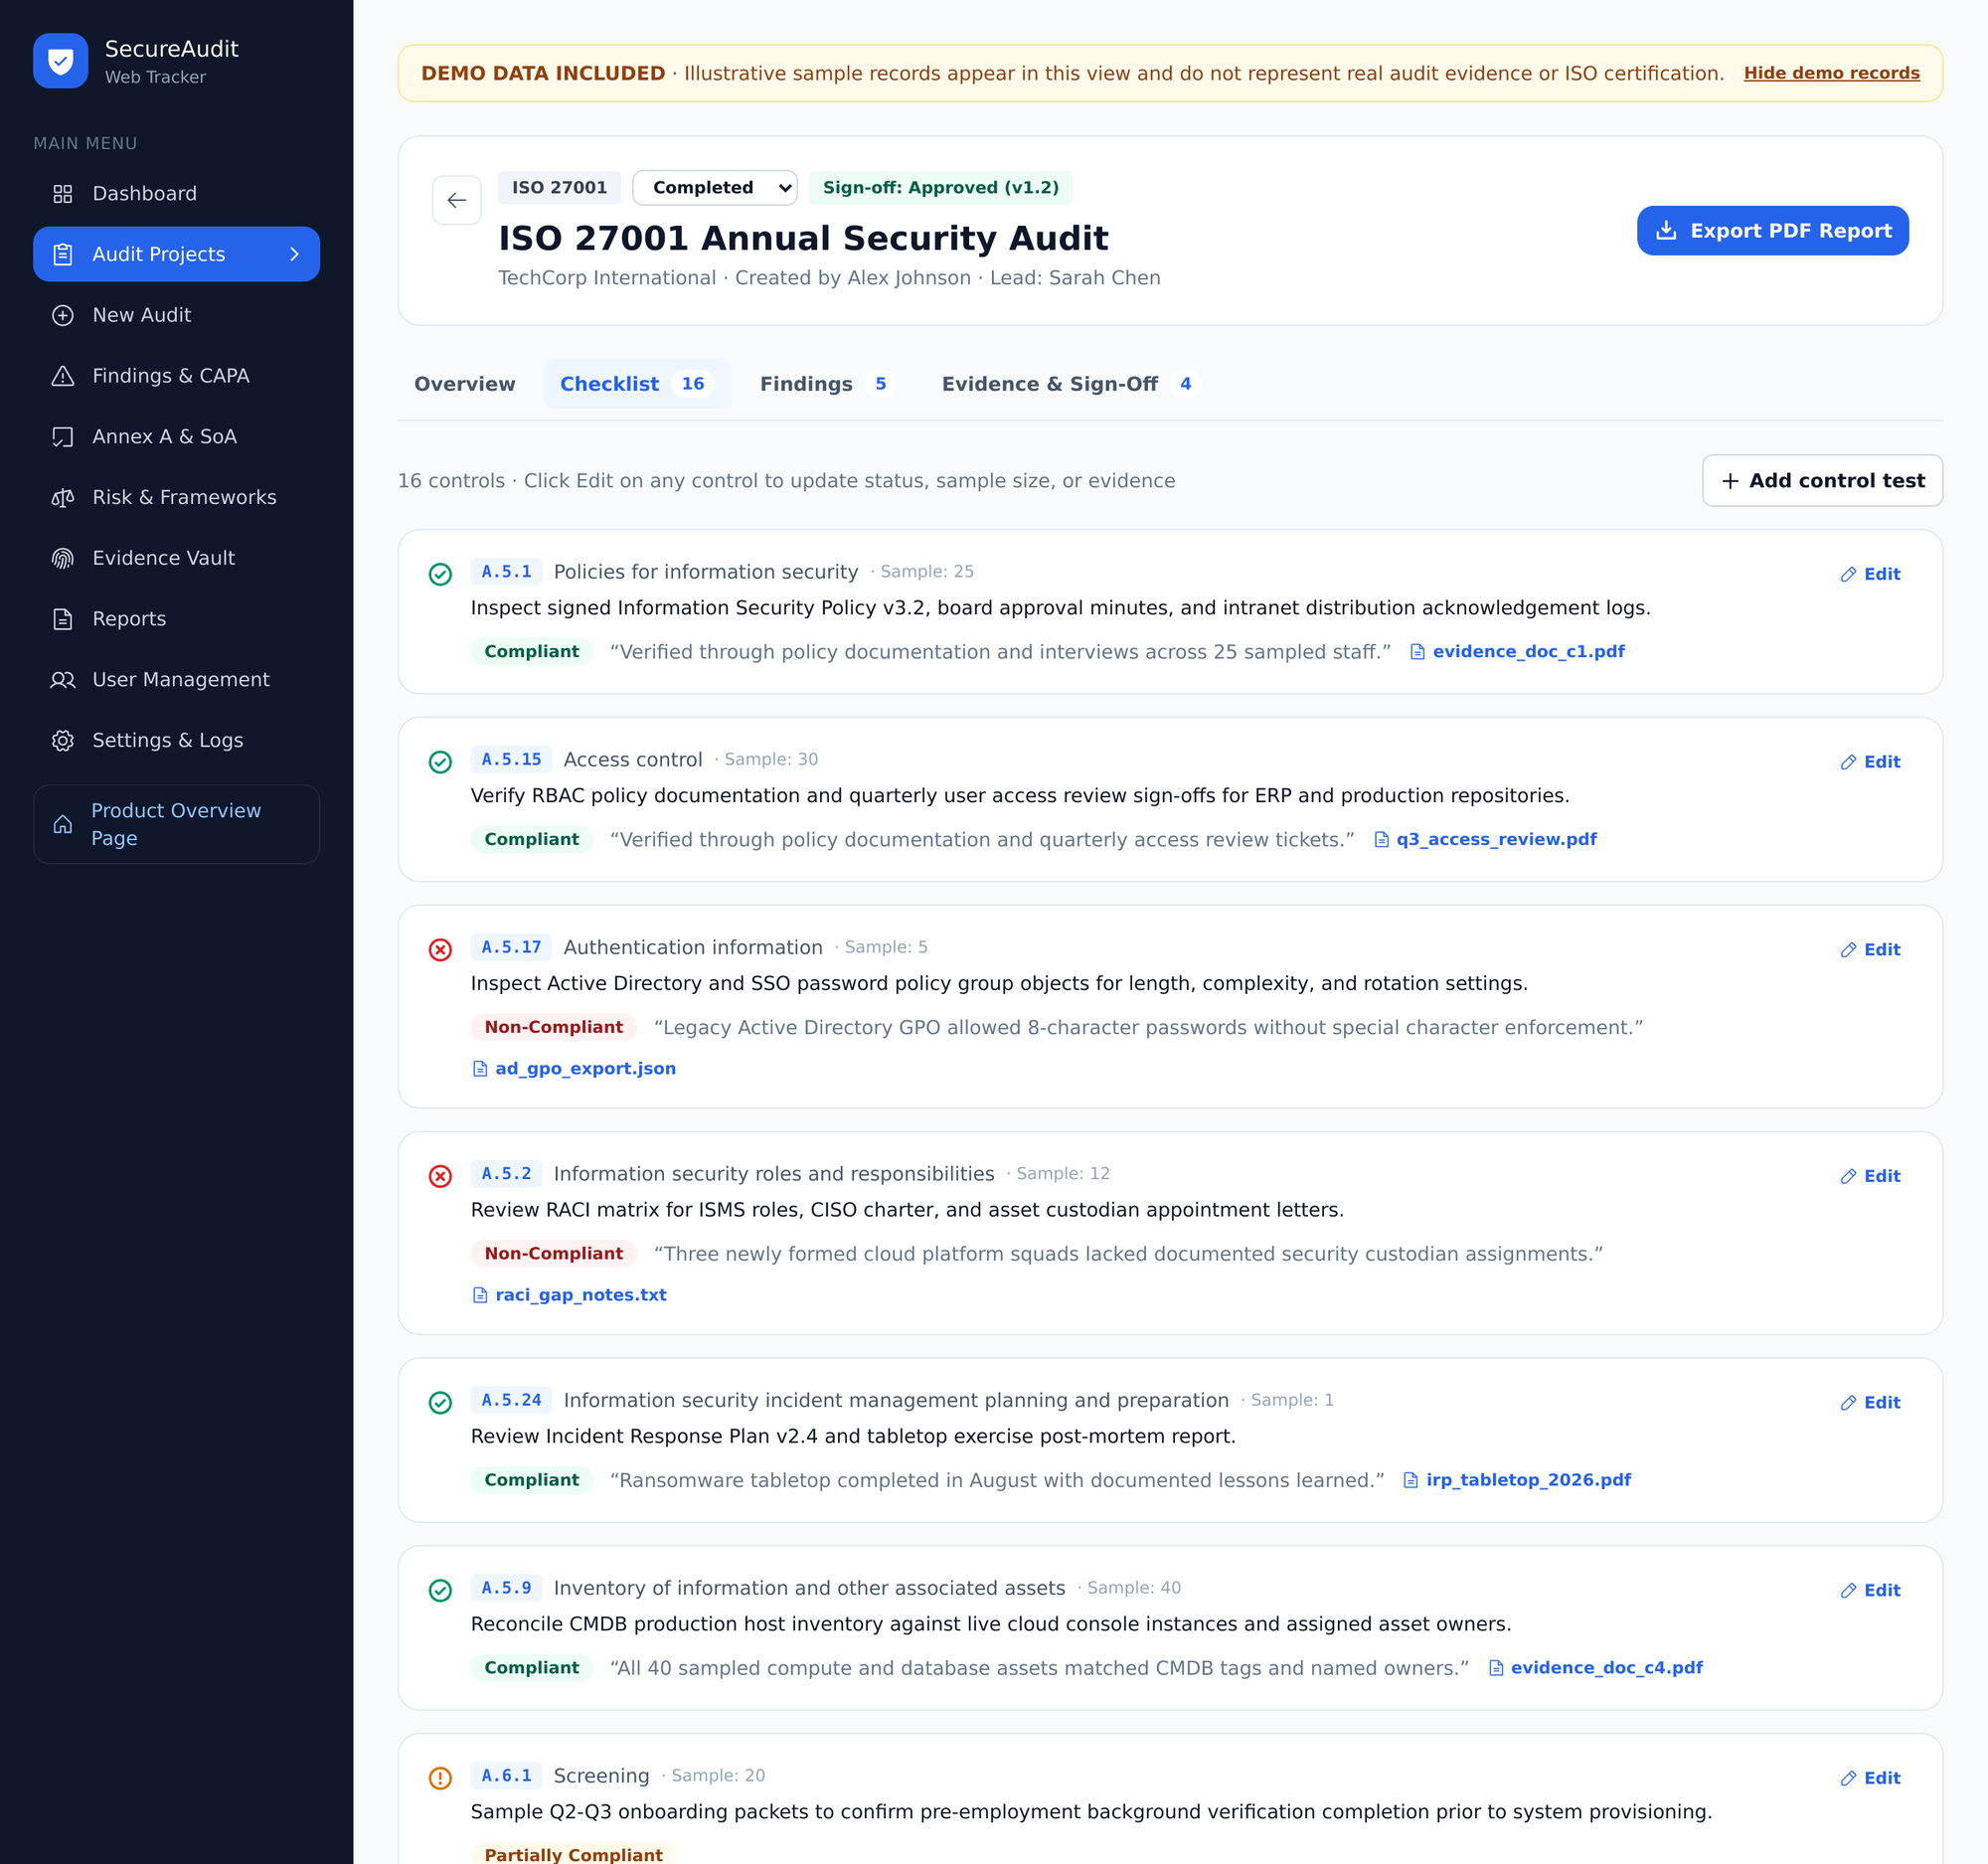 SecureAudit
Web Tracker
MAIN MENU
Dashboard
Audit Projects
New Audit
Findings & CAPA
Annex A & SoA
Risk & Frameworks
Evidence Vault
Reports
User Management
Settings & Logs
Product Overview
Page
DEMO DATA INCLUDED · Illustrative sample records appear in this view and do not represent real audit evidence or ISO certification. Hide demo records
ISO 27001 Completed Sign-off: Approved (v1.2)
ISO 27001 Annual Security Audit
TechCorp International · Created by Alex Johnson · Lead: Sarah Chen
Export PDF Report
Overview Checklist 16 Findings 5 Evidence & Sign-Off 4
16 controls · Click Edit on any control to update status, sample size, or evidence
+ Add control test
A.5.1 Policies for information security · Sample: 25 Edit
Inspect signed Information Security Policy v3.2, board approval minutes, and intranet distribution acknowledgement logs.
Compliant “Verified through policy documentation and interviews across 25 sampled staff.” evidence_doc_c1.pdf
A.5.15 Access control · Sample: 30 Edit
Verify RBAC policy documentation and quarterly user access review sign-offs for ERP and production repositories.
Compliant “Verified through policy documentation and quarterly access review tickets.” q3_access_review.pdf
A.5.17 Authentication information · Sample: 5 Edit
Inspect Active Directory and SSO password policy group objects for length, complexity, and rotation settings.
Non-Compliant “Legacy Active Directory GPO allowed 8-character passwords without special character enforcement.”
ad_gpo_export.json
A.5.2 Information security roles and responsibilities · Sample: 12 Edit
Review RACI matrix for ISMS roles, CISO charter, and asset custodian appointment letters.
Non-Compliant “Three newly formed cloud platform squads lacked documented security custodian assignments.”
raci_gap_notes.txt
A.5.24 Information security incident management planning and preparation · Sample: 1 Edit
Review Incident Response Plan v2.4 and tabletop exercise post-mortem report.
Compliant “Ransomware tabletop completed in August with documented lessons learned.” irp_tabletop_2026.pdf
A.5.9 Inventory of information and other associated assets · Sample: 40 Edit
Reconcile CMDB production host inventory against live cloud console instances and assigned asset owners.
Compliant “All 40 sampled compute and database assets matched CMDB tags and named owners.” evidence_doc_c4.pdf
A.6.1 Screening · Sample: 20 Edit
Sample Q2-Q3 onboarding packets to confirm pre-employment background verification completion prior to system provisioning.
Partially Compliant